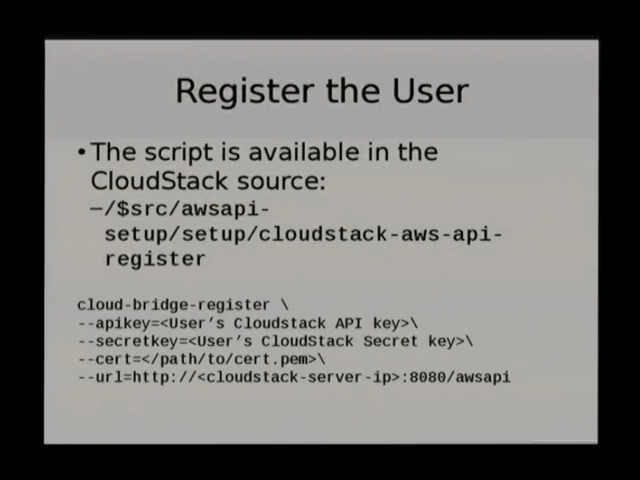 Register the User
•The script is available in the
CloudStack source:
–/$src/awsapi-
setup/setup/cloudstack-aws-api-
register
cloud-bridge-register \
--apikey=<User’s Cloudstack API key>\
--secretkey=<User’s CloudStack Secret key>\
--cert=</path/to/cert.pem>\
--url=http://<cloudstack-server-ip>:8080/awsapi